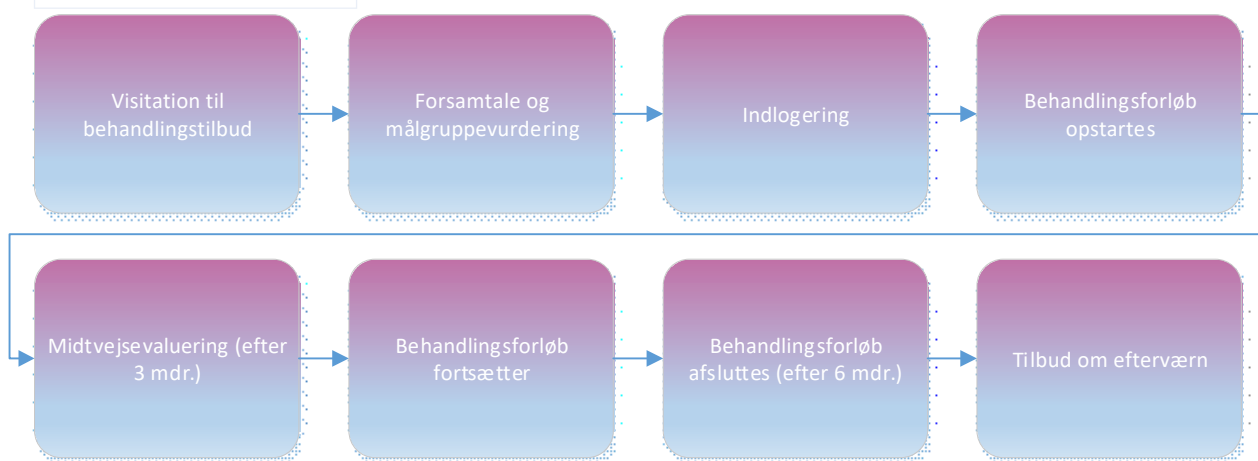 Visitation til
behandlingstilbud
Forsamtale og
målgruppevurdering
Indlogering
Behandlingsforløb
opstartes
Midtvejsevaluering (efter
3 mdr.)
Behandlingsforløb
fortsætter
Behandlingsforløb
afsluttes (efter 6 mdr.)
Tilbud om efterværn